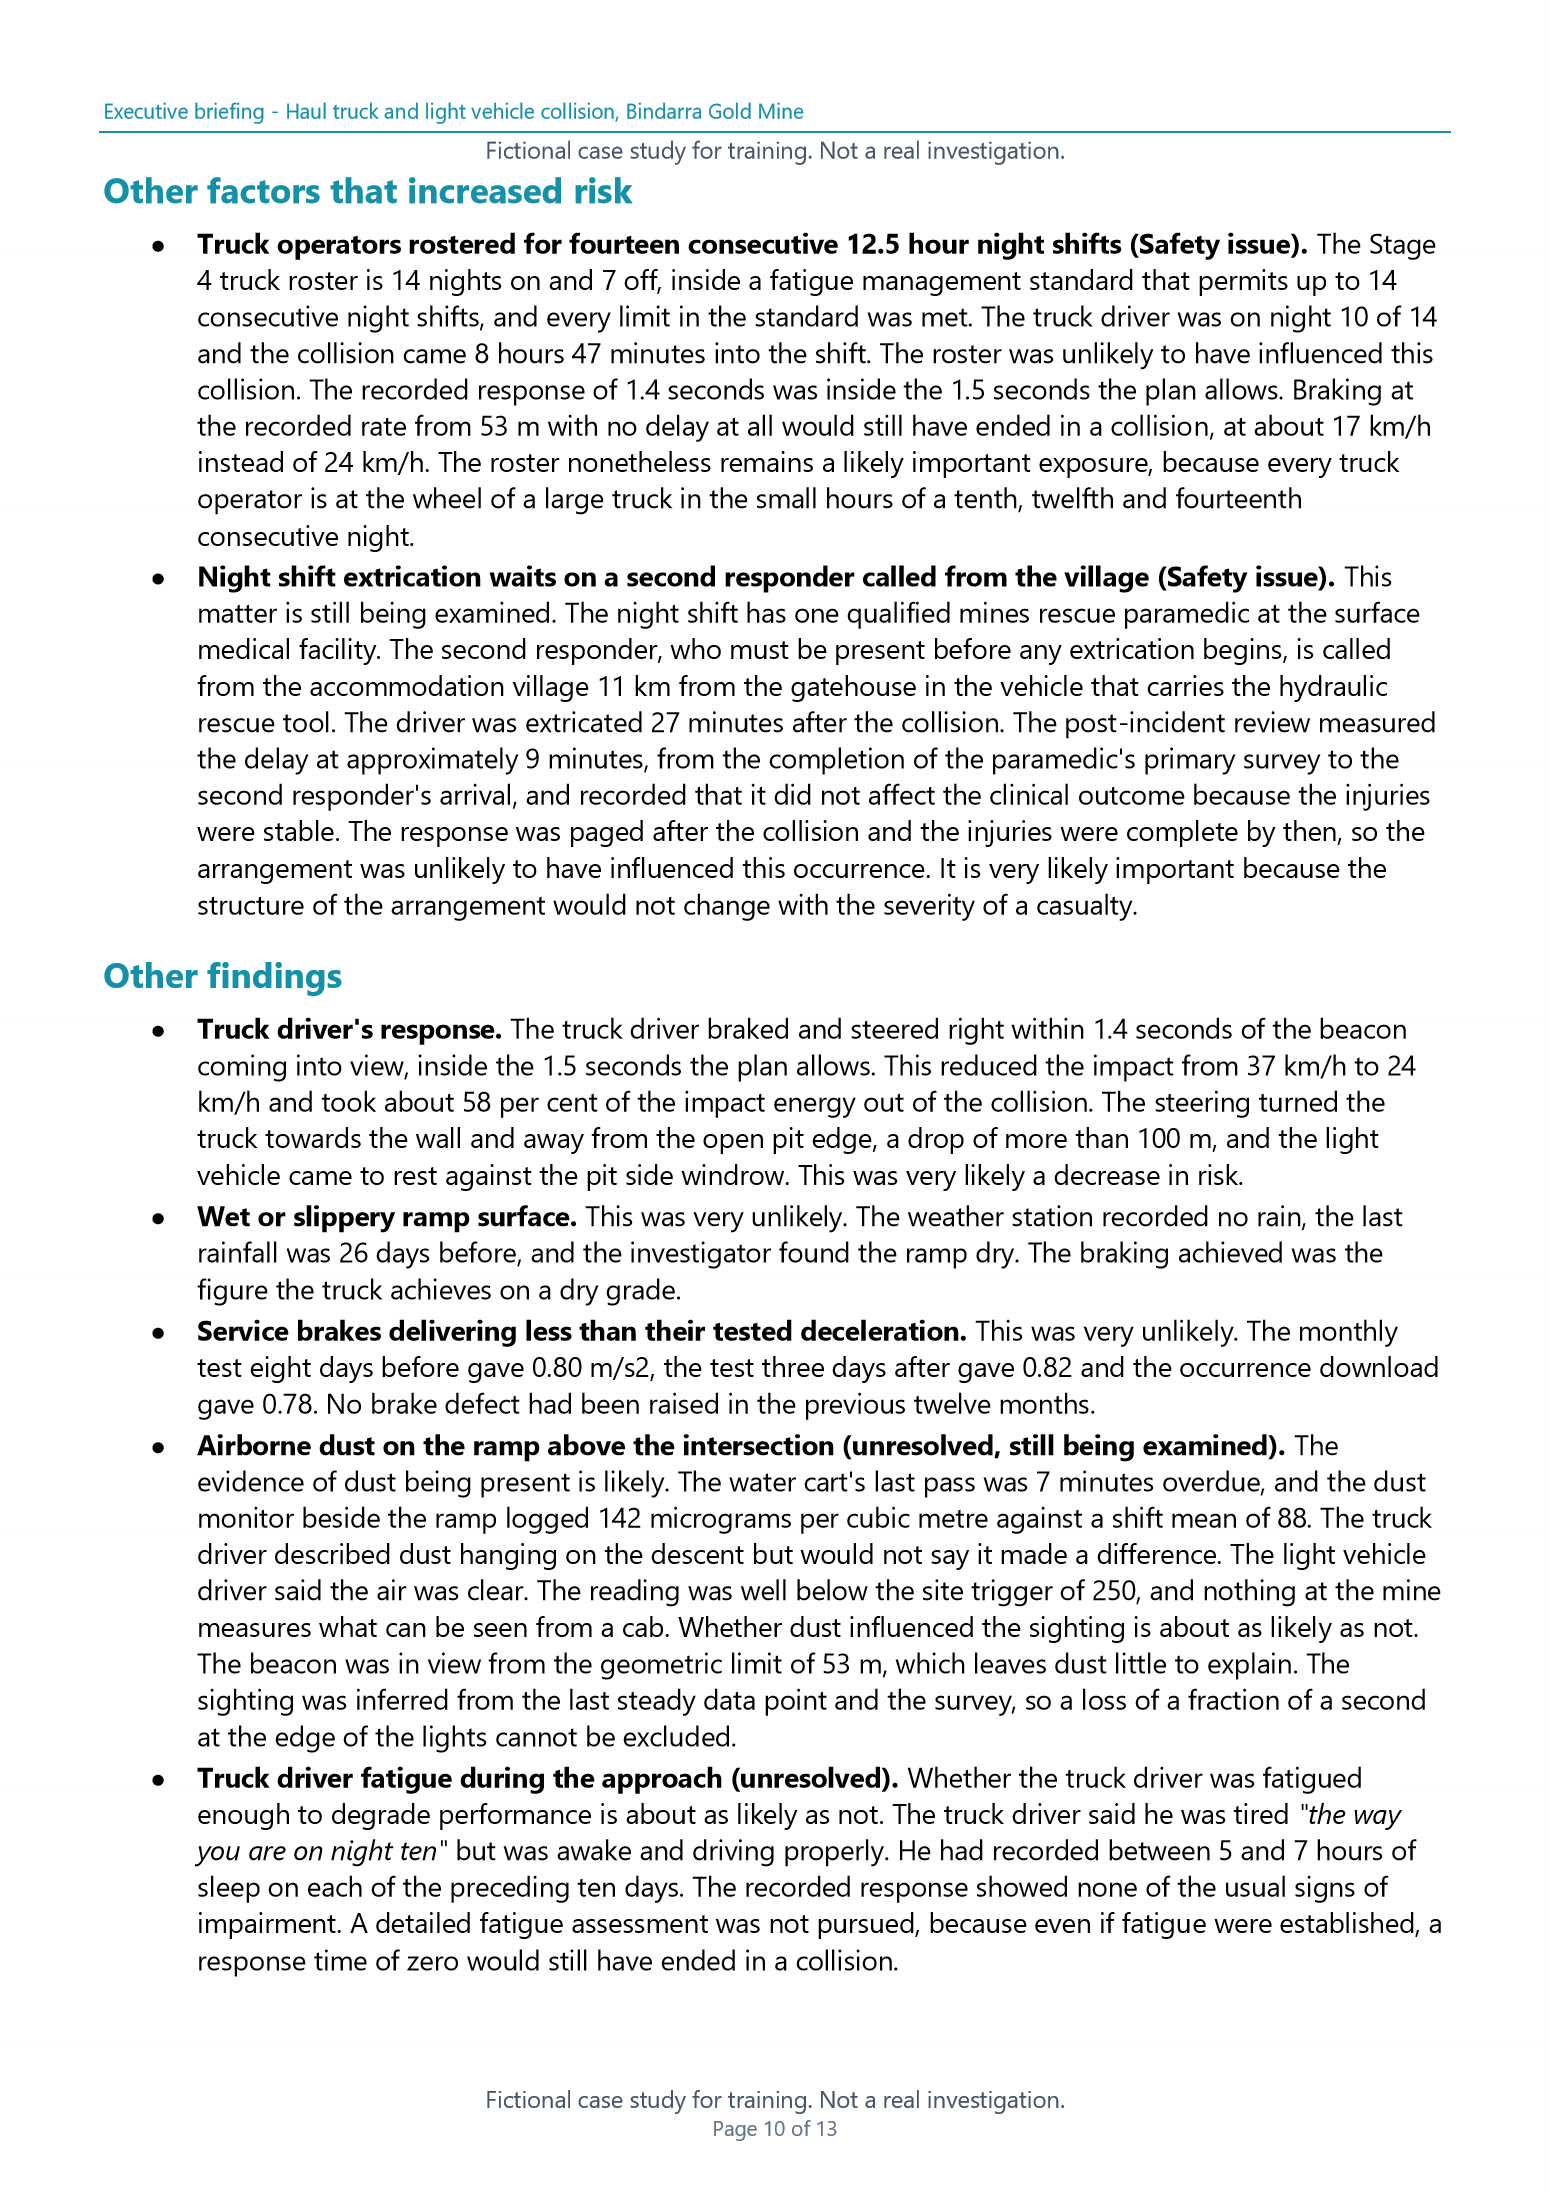 Executive briefing - Haul truck and light vehicle collision, Bindarra Gold Mine
Fictional case study for training. Not a real investigation.
Other factors that increased risk
● Truck operators rostered for fourteen consecutive 12.5 hour night shifts (Safety issue). The Stage
4 truck roster is 14 nights on and 7 off, inside a fatigue management standard that permits up to 14
consecutive night shifts, and every limit in the standard was met. The truck driver was on night 10 of 14
and the collision came 8 hours 47 minutes into the shift. The roster was unlikely to have influenced this
collision. The recorded response of 1.4 seconds was inside the 1.5 seconds the plan allows. Braking at
the recorded rate from 53 m with no delay at all would still have ended in a collision, at about 17 km/h
instead of 24 km/h. The roster nonetheless remains a likely important exposure, because every truck
operator is at the wheel of a large truck in the small hours of a tenth, twelfth and fourteenth
consecutive night.
● Night shift extrication waits on a second responder called from the village (Safety issue). This
matter is still being examined. The night shift has one qualified mines rescue paramedic at the surface
medical facility. The second responder, who must be present before any extrication begins, is called
from the accommodation village 11 km from the gatehouse in the vehicle that carries the hydraulic
rescue tool. The driver was extricated 27 minutes after the collision. The post-incident review measured
the delay at approximately 9 minutes, from the completion of the paramedic's primary survey to the
second responder's arrival, and recorded that it did not affect the clinical outcome because the injuries
were stable. The response was paged after the collision and the injuries were complete by then, so the
arrangement was unlikely to have influenced this occurrence. It is very likely important because the
structure of the arrangement would not change with the severity of a casualty.
Other findings
● Truck driver's response. The truck driver braked and steered right within 1.4 seconds of the beacon
coming into view, inside the 1.5 seconds the plan allows. This reduced the impact from 37 km/h to 24
km/h and took about 58 per cent of the impact energy out of the collision. The steering turned the
truck towards the wall and away from the open pit edge, a drop of more than 100 m, and the light
vehicle came to rest against the pit side windrow. This was very likely a decrease in risk.
● Wet or slippery ramp surface. This was very unlikely. The weather station recorded no rain, the last
rainfall was 26 days before, and the investigator found the ramp dry. The braking achieved was the
figure the truck achieves on a dry grade.
● Service brakes delivering less than their tested deceleration. This was very unlikely. The monthly
test eight days before gave 0.80 m/s2, the test three days after gave 0.82 and the occurrence download
gave 0.78. No brake defect had been raised in the previous twelve months.
● Airborne dust on the ramp above the intersection (unresolved, still being examined). The
evidence of dust being present is likely. The water cart's last pass was 7 minutes overdue, and the dust
monitor beside the ramp logged 142 micrograms per cubic metre against a shift mean of 88. The truck
driver described dust hanging on the descent but would not say it made a difference. The light vehicle
driver said the air was clear. The reading was well below the site trigger of 250, and nothing at the mine
measures what can be seen from a cab. Whether dust influenced the sighting is about as likely as not.
The beacon was in view from the geometric limit of 53 m, which leaves dust little to explain. The
sighting was inferred from the last steady data point and the survey, so a loss of a fraction of a second
at the edge of the lights cannot be excluded.
● Truck driver fatigue during the approach (unresolved). Whether the truck driver was fatigued
enough to degrade performance is about as likely as not. The truck driver said he was tired "the way
you are on night ten" but was awake and driving properly. He had recorded between 5 and 7 hours of
sleep on each of the preceding ten days. The recorded response showed none of the usual signs of
impairment. A detailed fatigue assessment was not pursued, because even if fatigue were established, a
response time of zero would still have ended in a collision.
Fictional case study for training. Not a real investigation.
Page 10 of 13